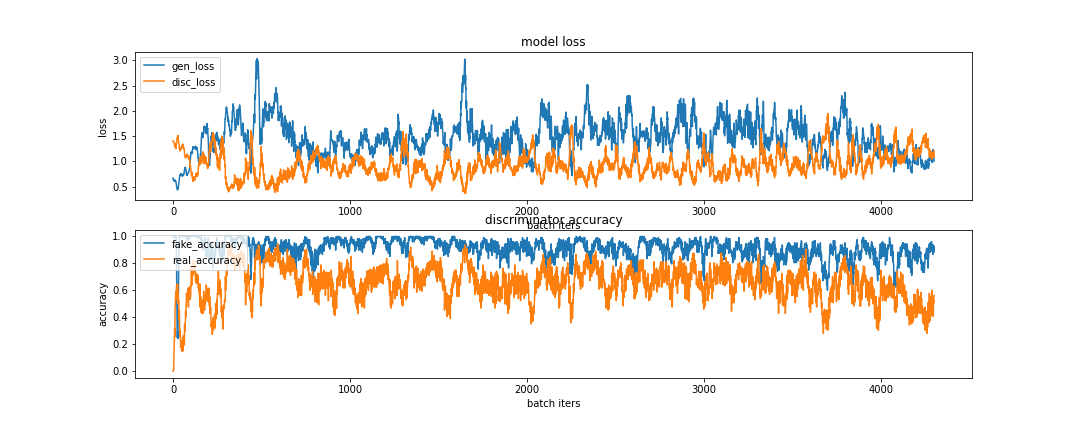 model loss
3.0
2.5
2.0
1.5
1.0
0.5
loss
gen_loss
disc_loss
0
1000
2000
3000
4000
batch iters
discriminator accuracy
1.0
0.8
0.6
0.4
0.2
0.0
accuracy
fake_accuracy
real_accuracy
0
1000
2000
3000
4000
batch iters